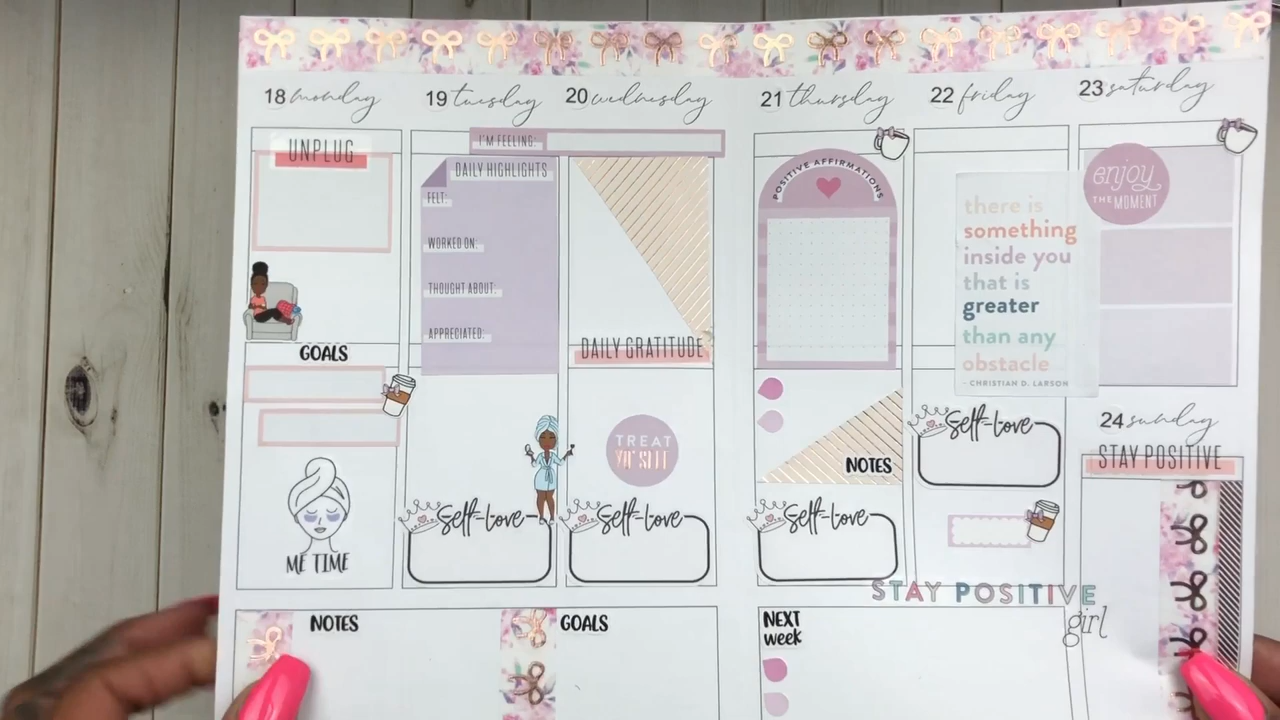 18 monday
19 tuesday
20 wednesday
21 thursday
22 friday
23 saturday
UNPLUG
GOALS
ME TIME
I'M FEELING:
DAILY HIGHLIGHTS
FELT:
WORKED ON:
THOUGHT ABOUT:
APPRECIATED:
Self-Love
DAILY GRATITUDE
TREAT
YO' SELF
Self-Love
POSITIVE AFFIRMATIONS
NOTES
Self-Love
there is
something
inside you
that is
greater
than any
obstacle
- CHRISTIAN D. LARSON
Self-Love
enjoy
THE MOMENT
24 sunday
STAY POSITIVE
STAY POSITIVE
girl
NOTES
GOALS
NEXT
week